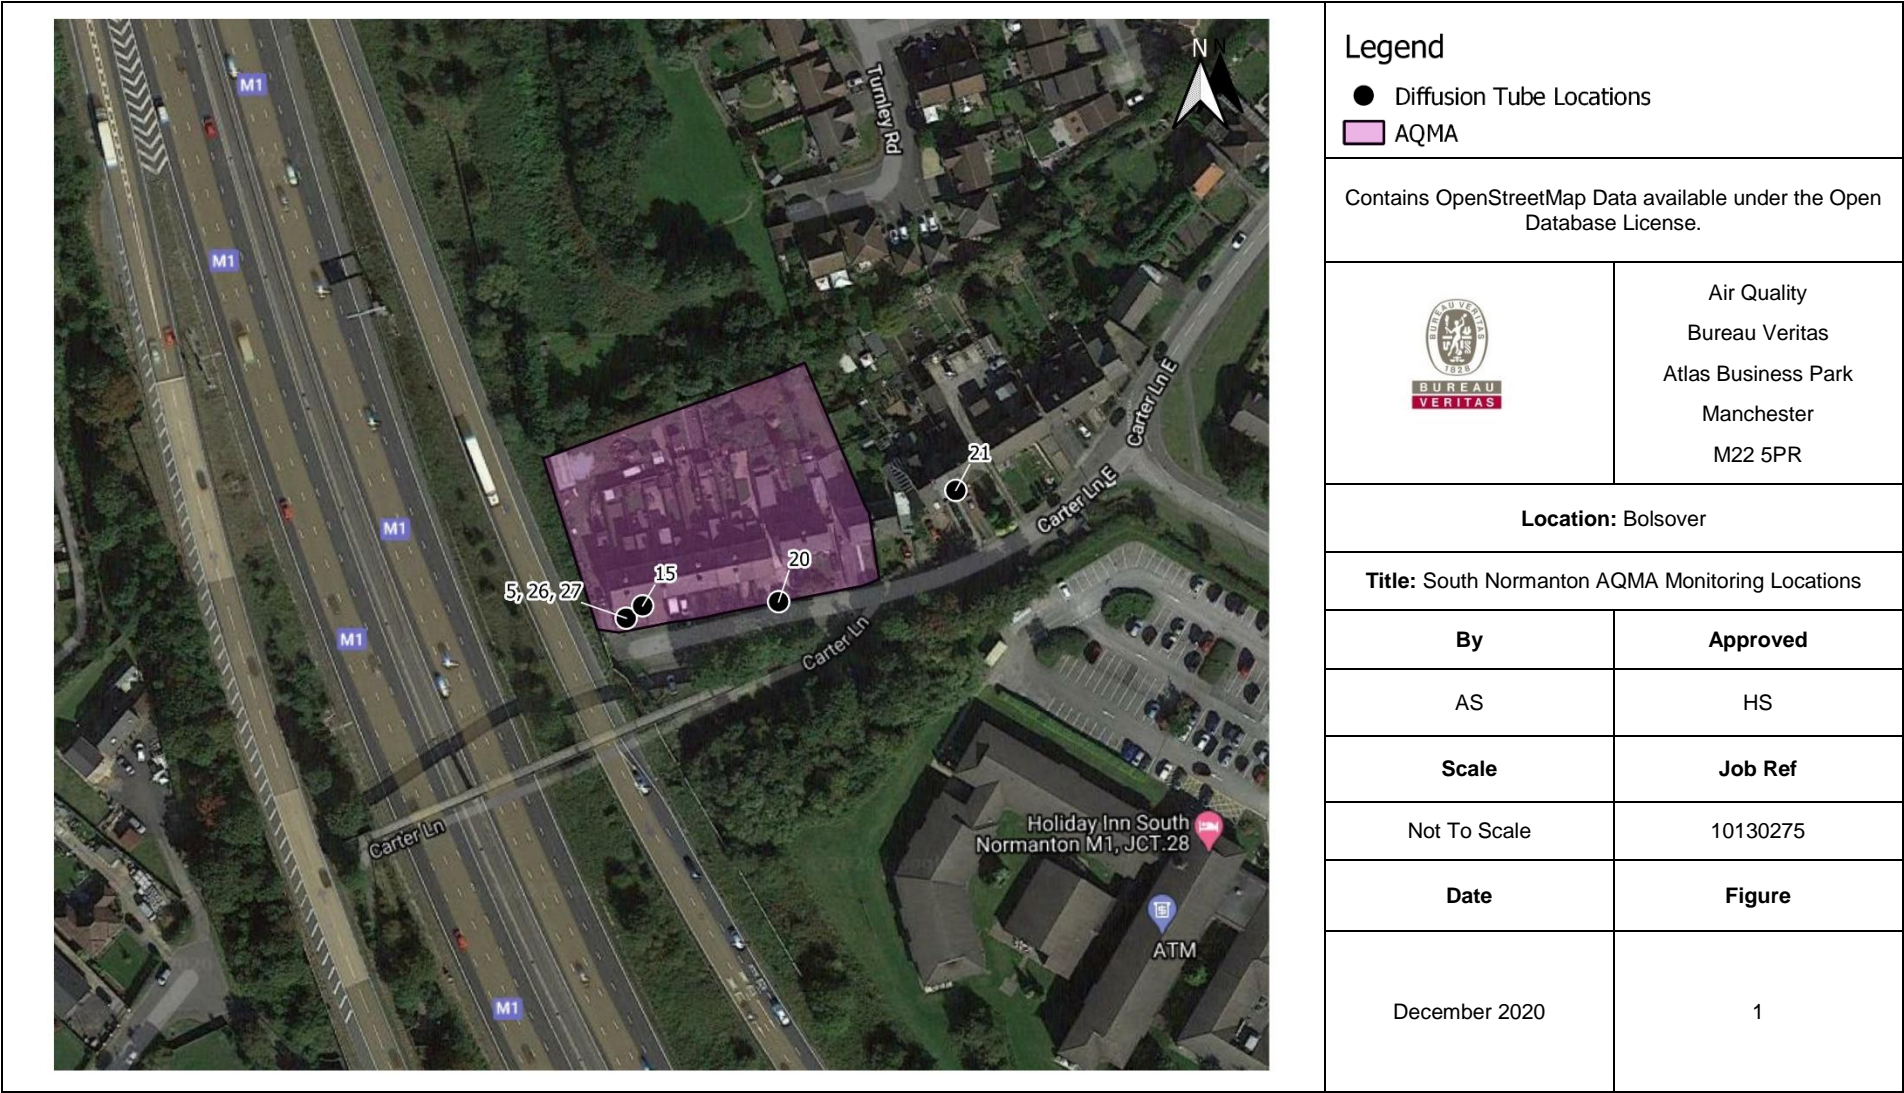 M1
Turnley Rd
N
N
M1
Carter Ln E
21
M1
Carter Ln E
20
15
5, 26, 27
M1
Carter Ln
Carter Ln
Holiday Inn South
Normanton M1, JCT.28
ATM
M1
Legend
Diffusion Tube Locations
AQMA
Contains OpenStreetMap Data available under the Open
Database License.
BUREAU VERITAS
1828
BUREAU
VERITAS
Air Quality
Bureau Veritas
Atlas Business Park
Manchester
M22 5PR
Location: Bolsover
Title: South Normanton AQMA Monitoring Locations
By
Approved
AS
HS
Scale
Job Ref
Not To Scale
10130275
Date
Figure
December 2020
1